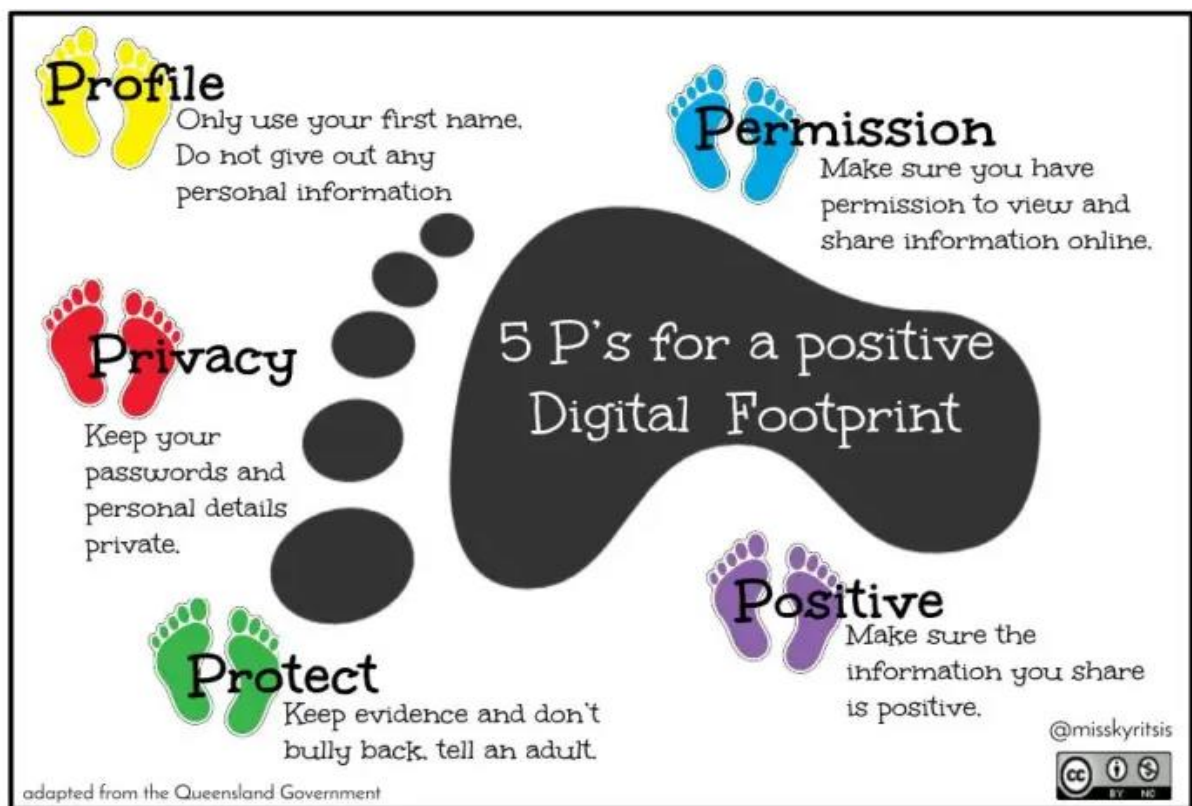 Profile
Only use your first name.
Do not give out any
personal information
Permission
Make sure you have
permission to view and
share information online.
5 P's for a positive
Digital Footprint
Privacy
Keep your
passwords and
personal details
private.
Protect
Keep evidence and don't
bully back, tell an adult.
Positive
Make sure the
information you share
is positive.
@misskyritsis
cc
BY NC
adapted from the Queensland Government